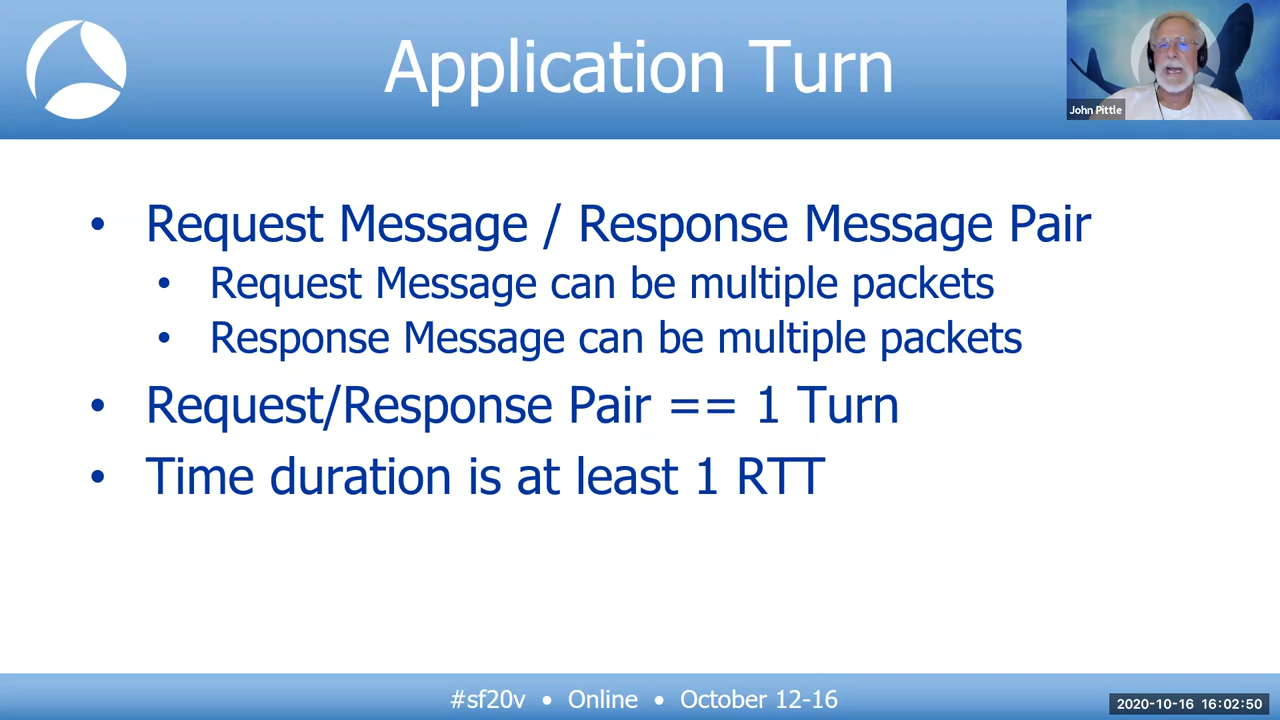 Application Turn
John Pittle
• Request Message / Response Message Pair
• Request Message can be multiple packets
• Response Message can be multiple packets
• Request/Response Pair == 1 Turn
• Time duration is at least 1 RTT
#sf20v • Online • October 12-16
2020-10-16 16:02:50